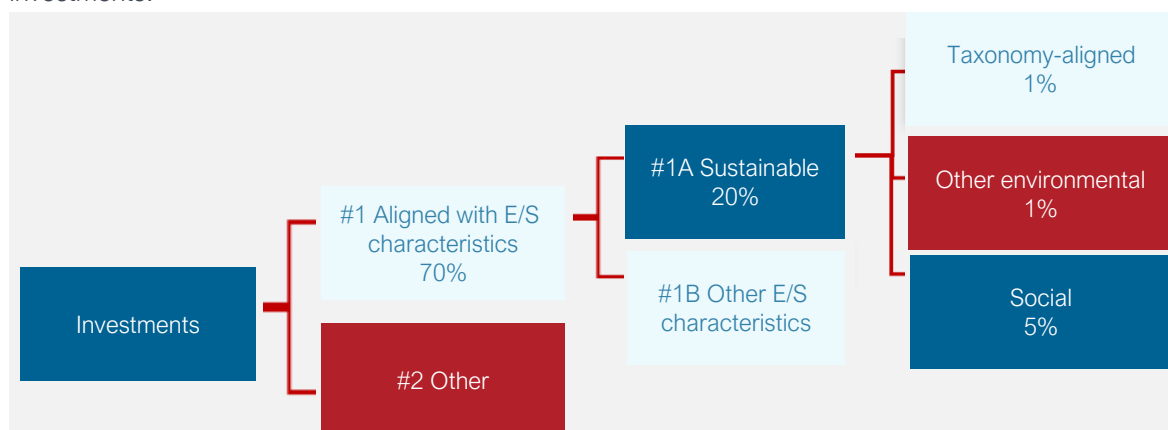 Investments
#1 Aligned with E/S
characteristics
70%
#2 Other
#1A Sustainable
20%
#1B Other E/S
characteristics
Taxonomy-aligned
1%
Other environmental
1%
Social
5%